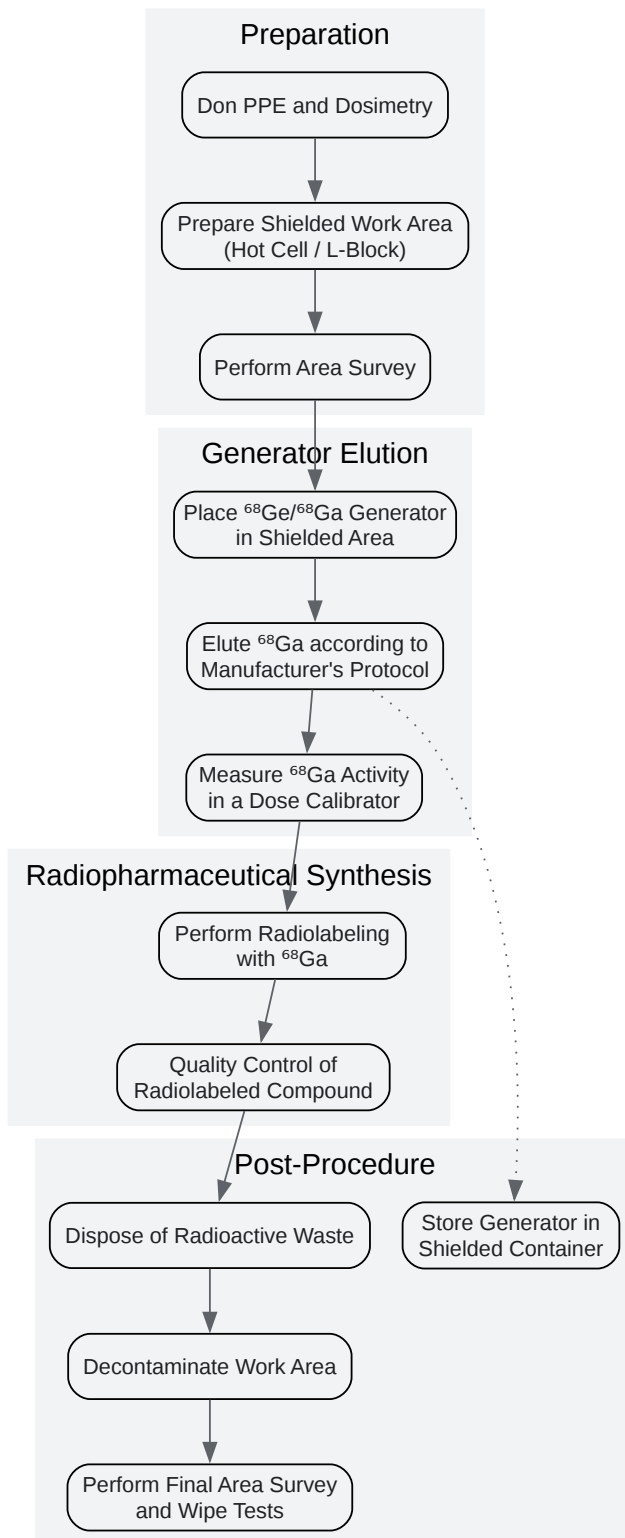 Preparation
Don PPE and Dosimetry
Prepare Shielded Work Area
(Hot Cell / L-Block)
Perform Area Survey
Generator Elution
Place ⁶⁸Ge/⁶⁸Ga Generator
in Shielded Area
Elute ⁶⁸Ga according to
Manufacturer's Protocol
Measure ⁶⁸Ga Activity
in a Dose Calibrator
Radiopharmaceutical Synthesis
Perform Radiolabeling
with ⁶⁸Ga
Quality Control of
Radiolabeled Compound
Post-Procedure
Dispose of Radioactive Waste
Store Generator in
Shielded Container
Decontaminate Work Area
Perform Final Area Survey
and Wipe Tests